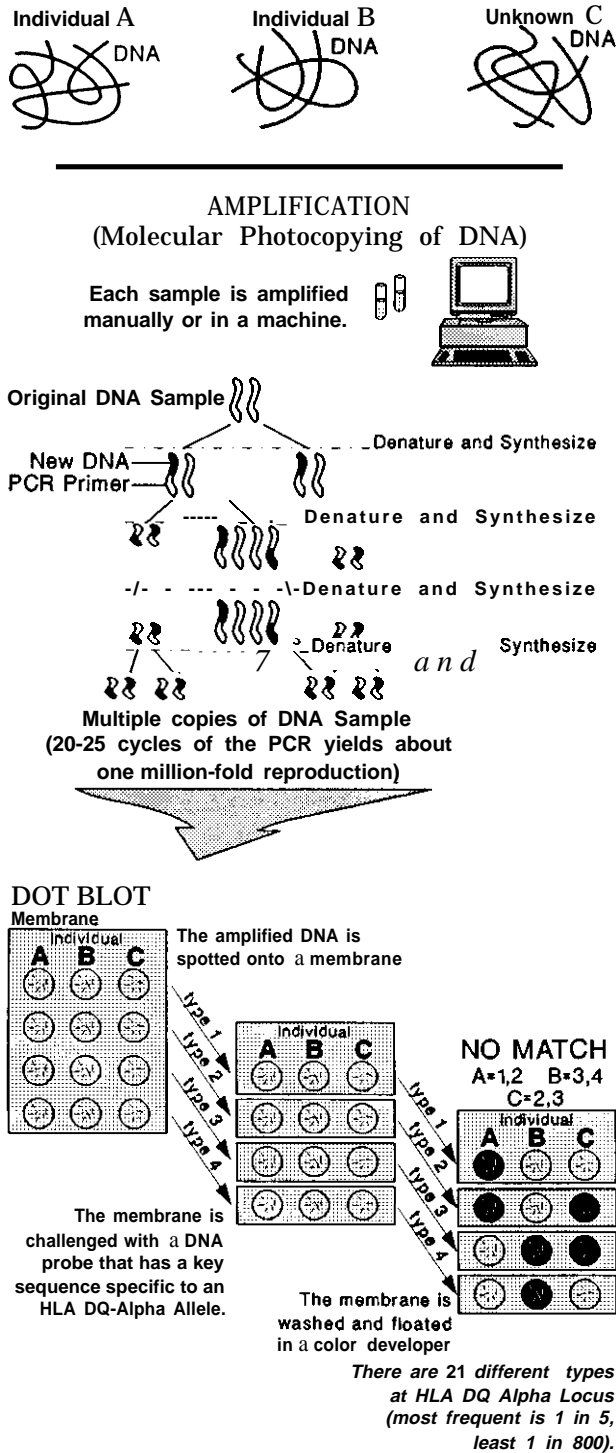 Individual A
Individual B
Unknown C
DNA
DNA
DNA
AMPLIFICATION
(Molecular Photocopying of DNA)
Each sample is amplified
manually or in a machine.
Original DNA Sample
Denature and Synthesize
New DNA
PCR Primer
Denature and Synthesize
Denature and Synthesize
Denature and Synthesize
Multiple copies of DNA Sample
(20-25 cycles of the PCR yields about
one million-fold reproduction)
DOT BLOT
Membrane
Individual
A B C
The amplified DNA is
spotted onto a membrane
type 1
type 2
type 3
type 4
Individual
A B C
The membrane is
challenged with a DNA
probe that has a key
sequence specific to an
HLA DQ-Alpha Allele.
type 1
type 2
type 3
type 4
NO MATCH
A=1,2 B=3,4
C=2,3
Individual
A B C
The membrane is
washed and floated
in a color developer
There are 21 different types
at HLA DQ Alpha Locus
(most frequent is 1 in 5,
least 1 in 800).